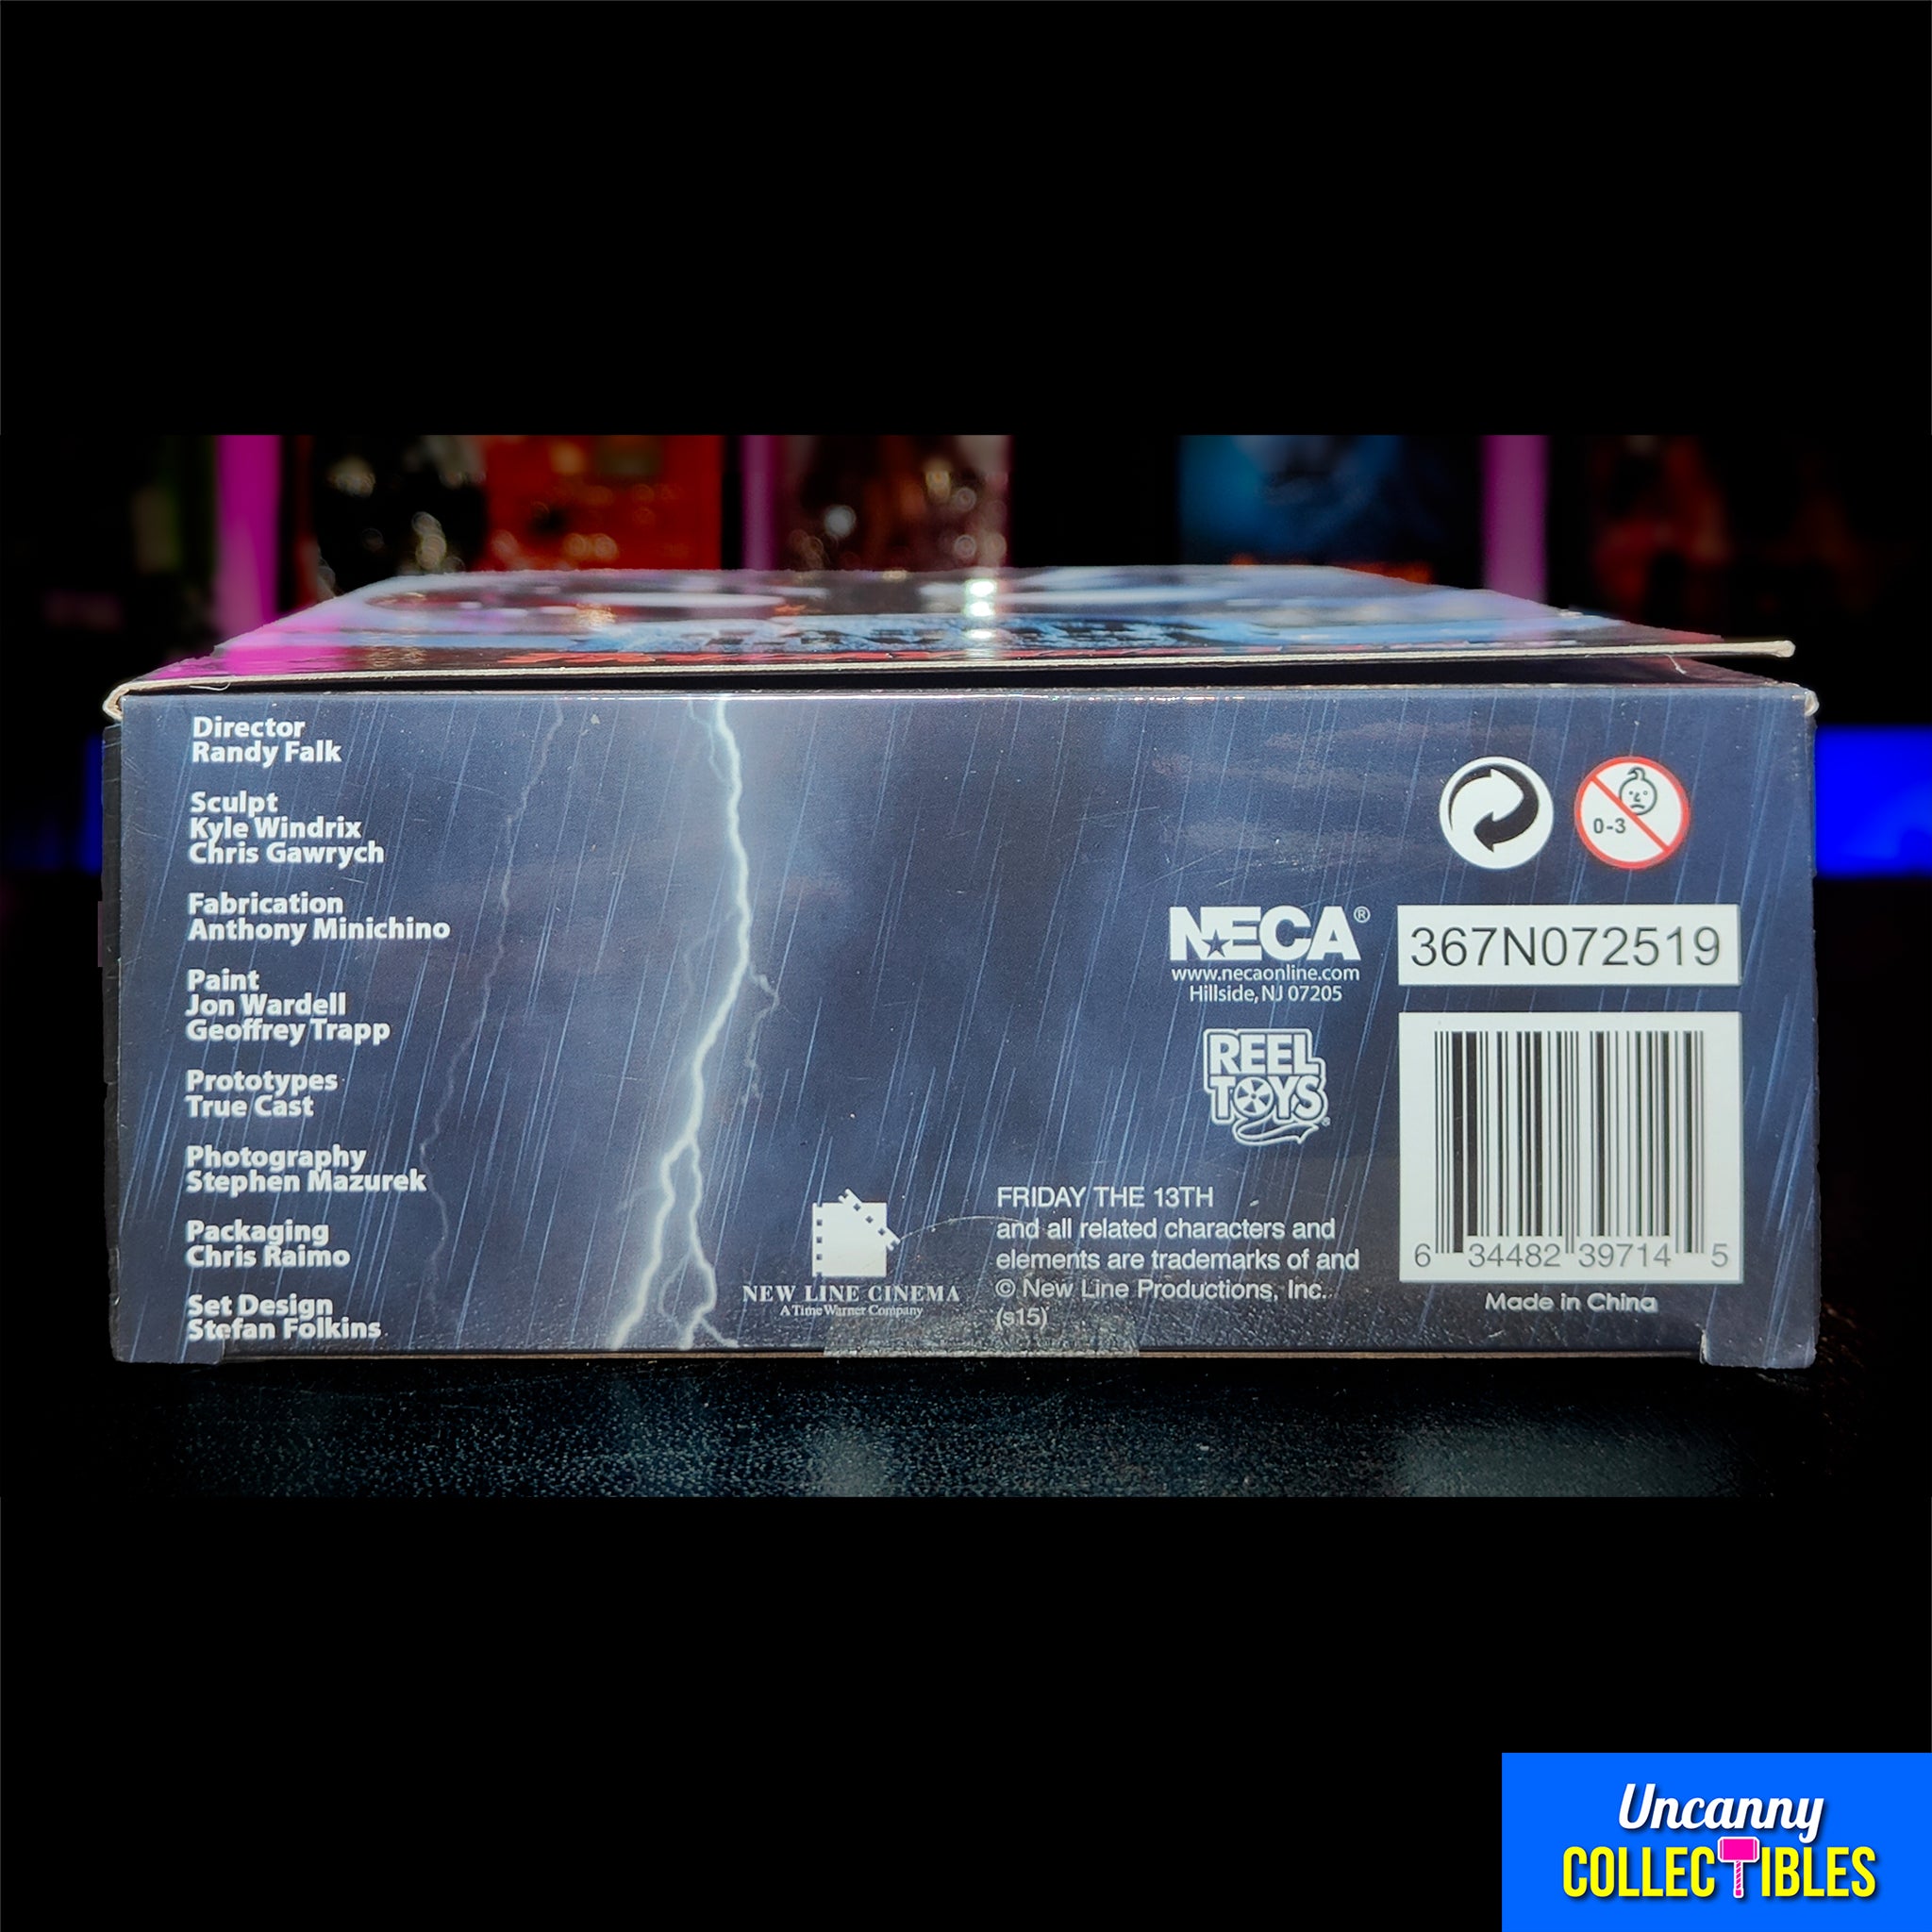 Director
Randy Falk
Sculpt
Kyle Windrix
Chris Gawrych
Fabrication
Anthony Minichino
Paint
Jon Wardell
Geoffrey Trapp
Prototypes
True Cast
Photography
Stephen Mazurek
Packaging
Chris Raimo
Set Design
Stefan Folkins
NEW LINE CINEMA
A Time Warner Company
FRIDAY THE 13TH
and all related characters and
elements are trademarks of and
© New Line Productions, Inc.
(s15)
NECA®
www.necaonline.com
Hillside, NJ 07205
REEL
TOYS®
0-3
367N072519
6 34482 39714 5
Made in China
Uncanny
COLLECTIBLES